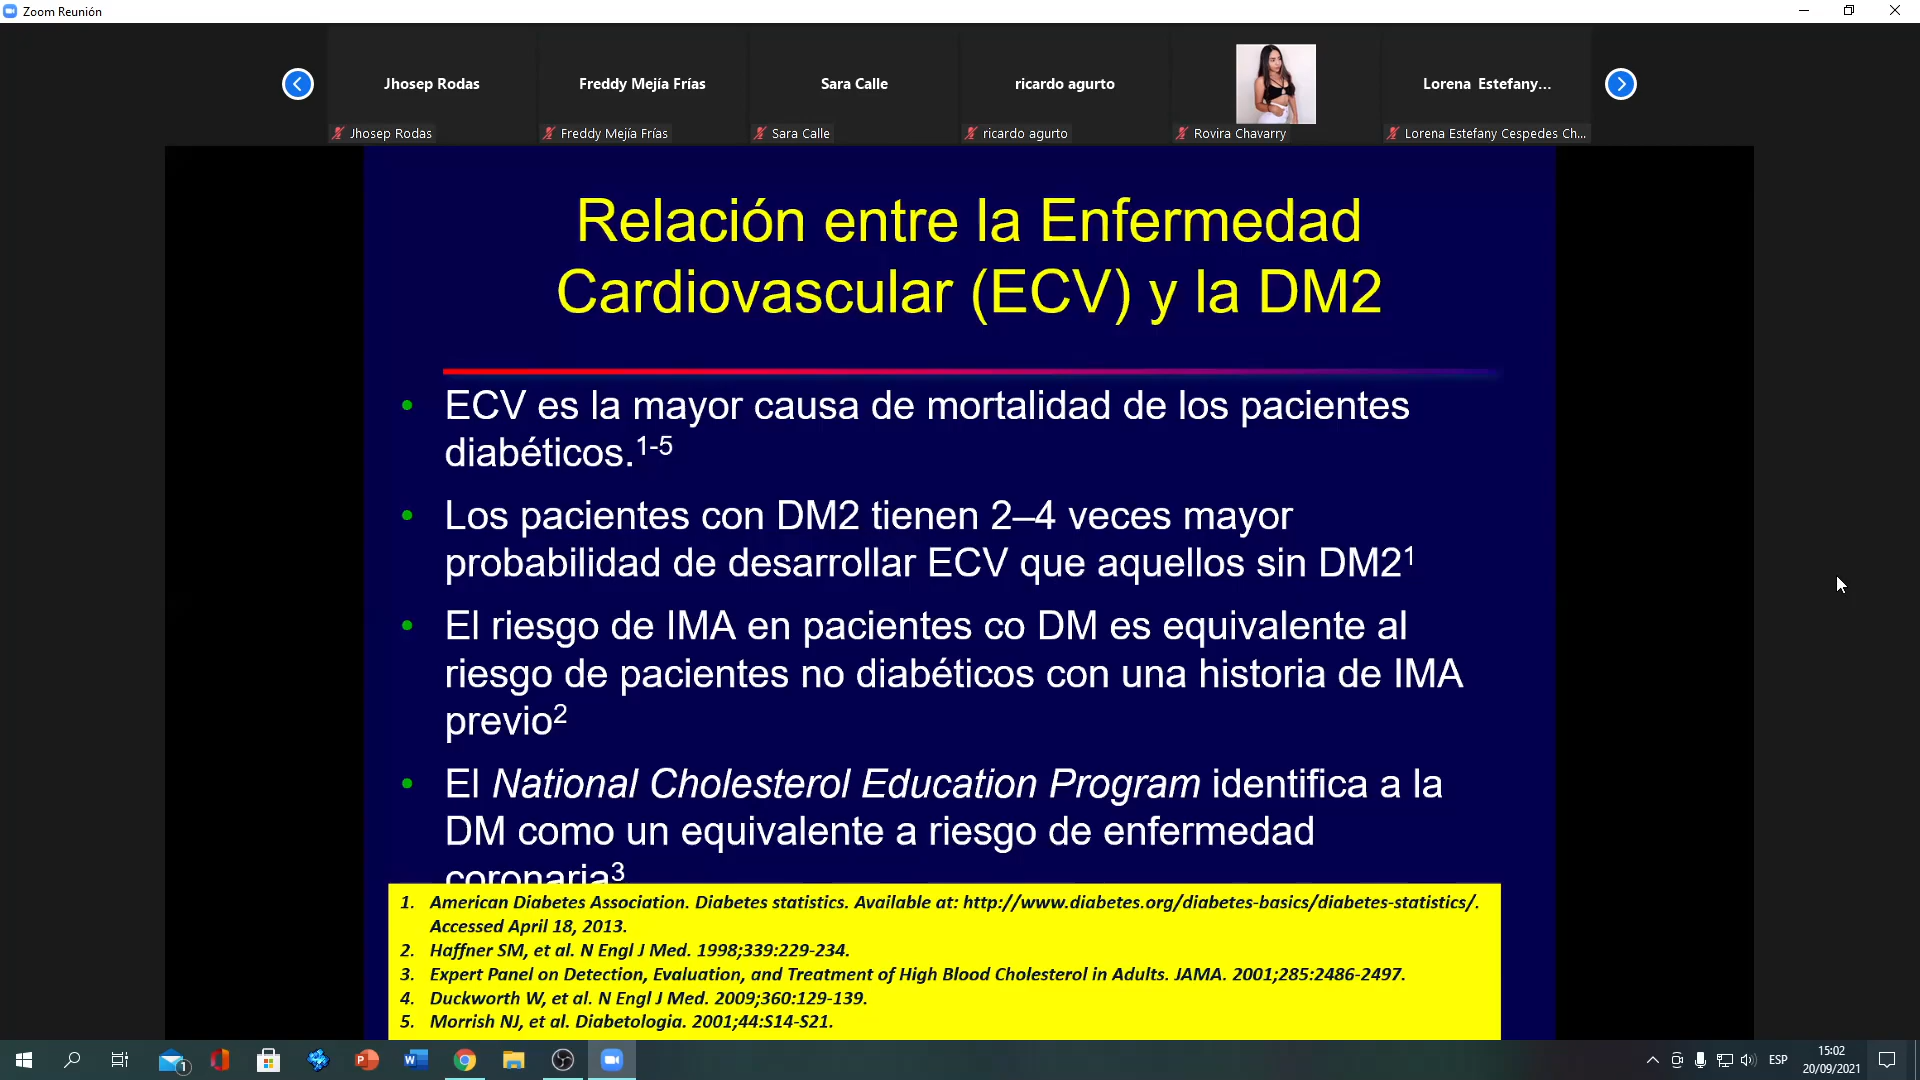 Zoom Reunión
Jhosep Rodas
Freddy Mejía Frías
Sara Calle
ricardo agurto
Lorena Estefany...
Jhosep Rodas
Freddy Mejía Frías
Sara Calle
ricardo agurto
Rovira Chavarry
Lorena Estefany Cespedes Ch...
Relación entre la Enfermedad
Cardiovascular (ECV) y la DM2
• ECV es la mayor causa de mortalidad de los pacientes
diabéticos.1-5
• Los pacientes con DM2 tienen 2–4 veces mayor
probabilidad de desarrollar ECV que aquellos sin DM21
• El riesgo de IMA en pacientes co DM es equivalente al
riesgo de pacientes no diabéticos con una historia de IMA
previo2
• El National Cholesterol Education Program identifica a la
DM como un equivalente a riesgo de enfermedad
coronaria3
1. American Diabetes Association. Diabetes statistics. Available at: http://www.diabetes.org/diabetes-basics/diabetes-statistics/.
Accessed April 18, 2013.
2. Haffner SM, et al. N Engl J Med. 1998;339:229-234.
3. Expert Panel on Detection, Evaluation, and Treatment of High Blood Cholesterol in Adults. JAMA. 2001;285:2486-2497.
4. Duckworth W, et al. N Engl J Med. 2009;360:129-139.
5. Morrish NJ, et al. Diabetologia. 2001;44:S14-S21.
1
P
W
ESP
15:02
20/09/2021